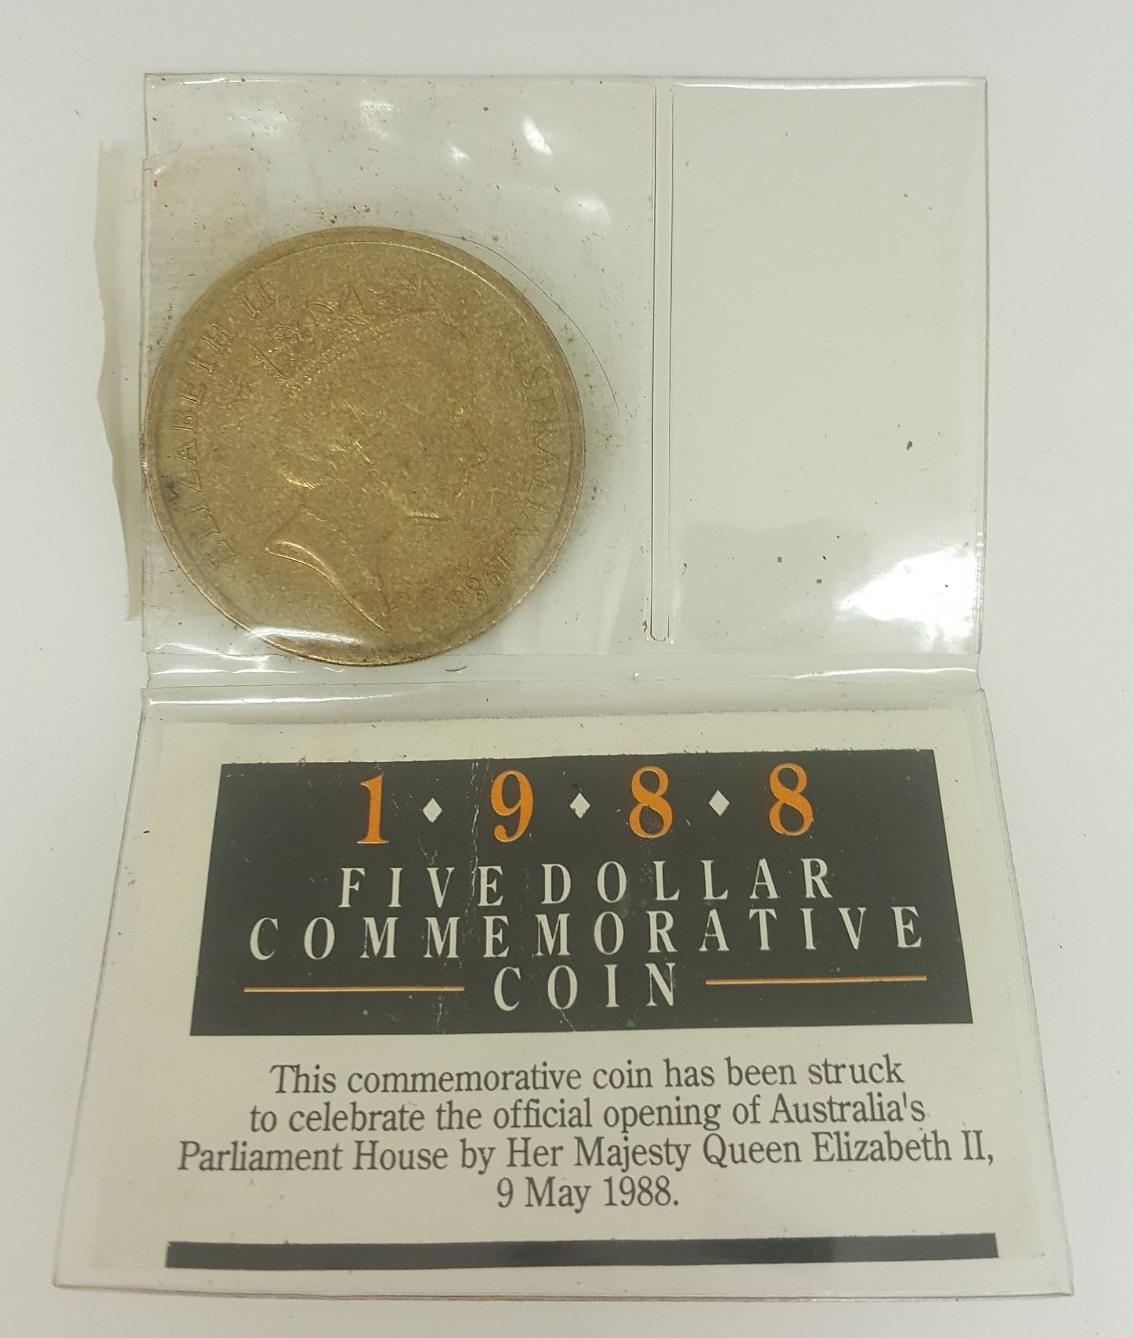 ELIZABETH II AUSTRALIA 1988
1 ♦ 9 ♦ 8 ♦ 8
FIVE DOLLAR
COMMEMORATIVE
COIN
This commemorative coin has been struck
to celebrate the official opening of Australia's
Parliament House by Her Majesty Queen Elizabeth II,
9 May 1988.